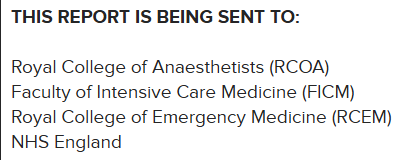 THIS REPORT IS BEING SENT TO:
Royal College of Anaesthetists (RCOA)
Faculty of Intensive Care Medicine (FICM)
Royal College of Emergency Medicine (RCEM)
NHS England